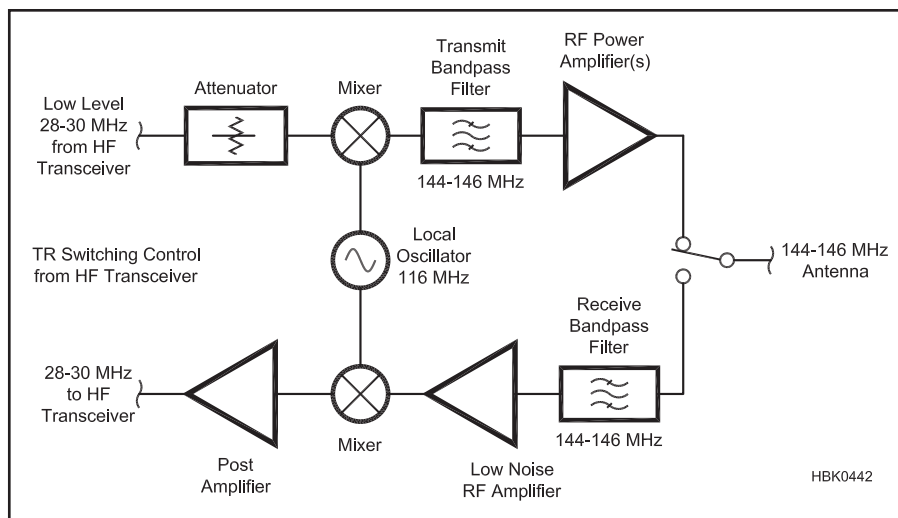 Low Level
28-30 MHz
from HF
Transceiver
Attenuator
Mixer
Transmit
Bandpass
Filter
144-146 MHz
RF Power
Amplifier(s)
TR Switching Control
from HF Transceiver
Local
Oscillator
116 MHz
144-146 MHz
Antenna
28-30 MHz
to HF
Transceiver
Post
Amplifier
Mixer
Low Noise
RF Amplifier
Receive
Bandpass
Filter
144-146 MHz
HBK0442